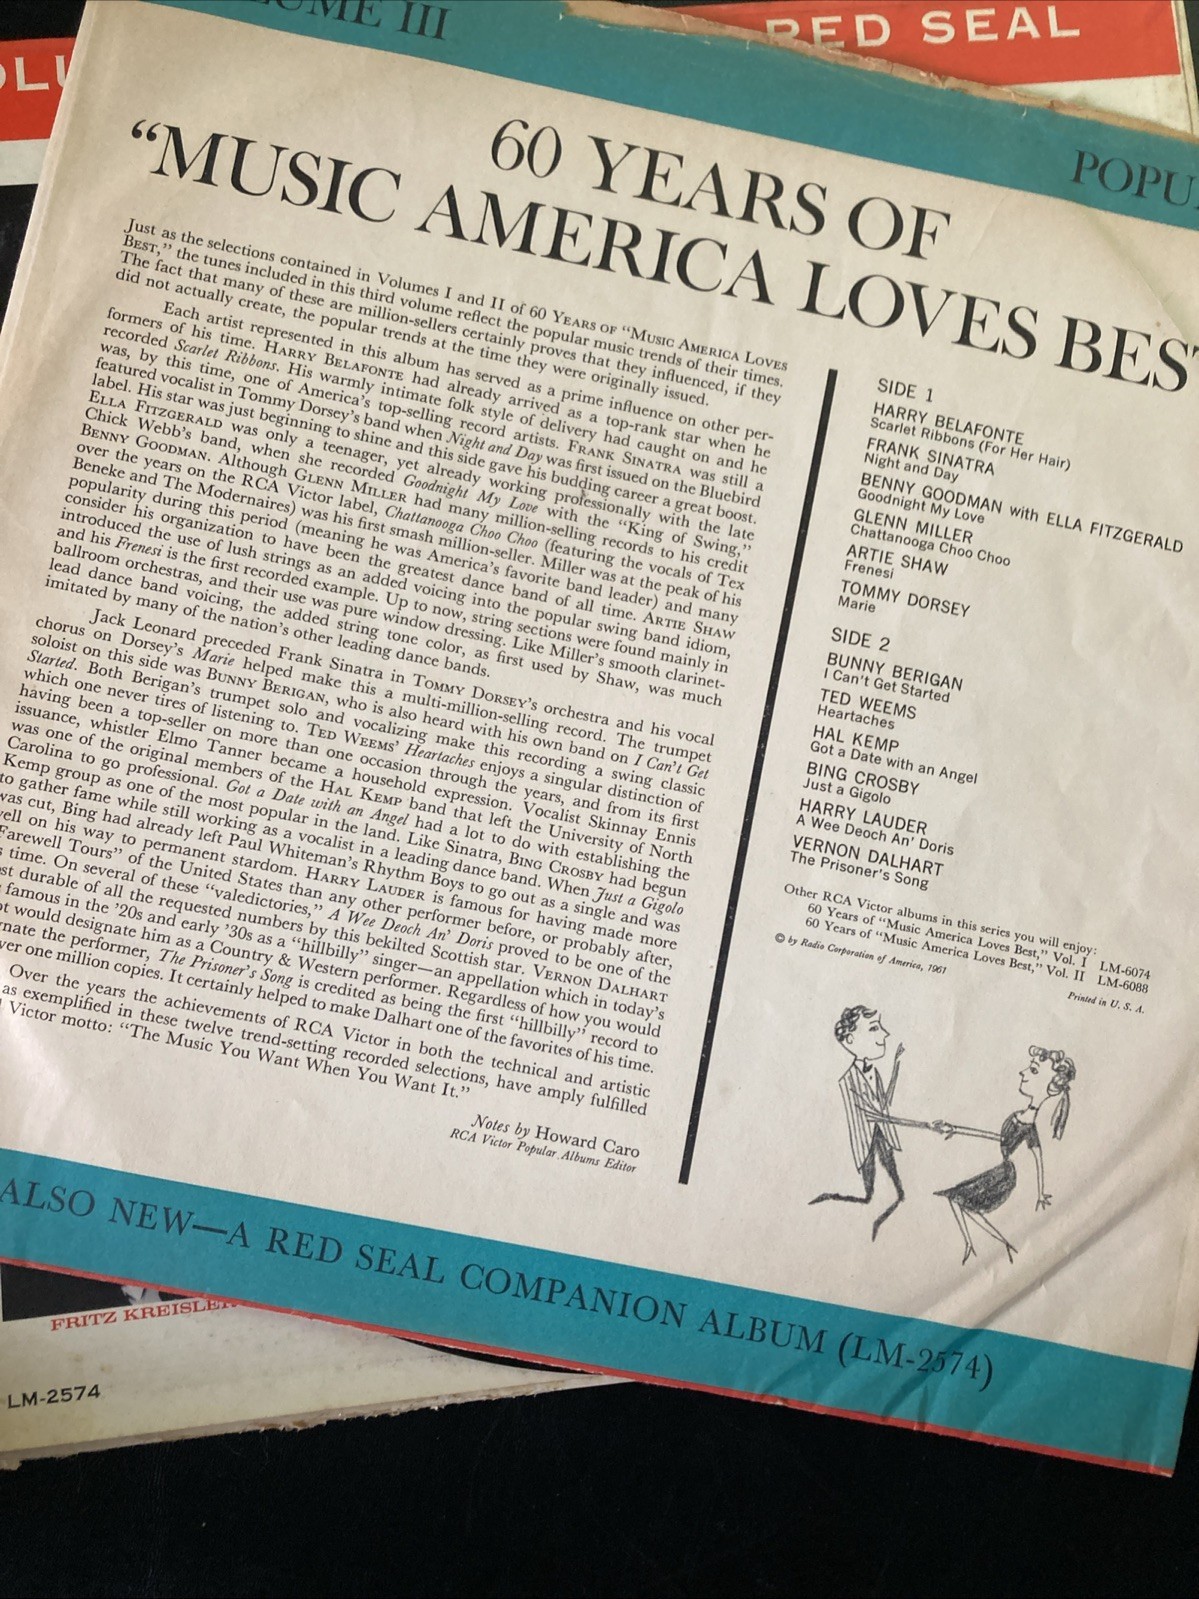 VOLUME III
RED SEAL
POPU
60 YEARS OF
“MUSIC AMERICA LOVES BEST
Just as the selections contained in Volumes I and II of 60 YEARS OF “MUSIC AMERICA LOVES
BEST,” the tunes included in this third volume reflect the popular music trends of their times.
The fact that many of these are million-sellers certainly proves that they influenced, if they
did not actually create, the popular trends at the time they were originally issued.
Each artist represented in this album has served as a prime influence on other per-
formers of his time. HARRY BELAFONTE had already arrived as a top-rank star when he
recorded Scarlet Ribbons. His warmly intimate folk style of delivery had caught on and he
was, by this time, one of America's top-selling record artists. FRANK SINATRA was still a
featured vocalist in Tommy Dorsey's band when Night and Day was first issued on the Bluebird
label. His star was just beginning to shine and this side gave his budding career a great boost.
ELLA FITZGERALD was only a teenager, yet already working professionally with the late
Chick Webb's band, when she recorded Goodnight My Love with the “King of Swing,”
BENNY GOODMAN. Although GLENN MILLER had many million-selling records to his credit
over the years on the RCA Victor label, Chattanooga Choo Choo (featuring the vocals of Tex
Beneke and The Modernaires) was his first smash million-seller. Miller was at the peak of his
popularity during this period (meaning he was America's favorite band leader) and many
consider his organization to have been the greatest dance band of all time. ARTIE SHAW
introduced the use of lush strings as an added voicing into the popular swing band idiom,
and his Frenesi is the first recorded example. Up to now, string sections were found mainly in
ballroom orchestras, and their use was pure window dressing. Like Miller's smooth clarinet-
lead dance band voicing, the added string tone color, as first used by Shaw, was much
imitated by many of the nation's other leading dance bands.
Jack Leonard preceded Frank Sinatra in TOMMY DORSEY's orchestra and his vocal
chorus on Dorsey's Marie helped make this a multi-million-selling record. The trumpet
soloist on this side was BUNNY BERIGAN, who is also heard with his own band on I Can't Get
Started. Both Berigan's trumpet solo and vocalizing make this recording a swing classic
which one never tires of listening to. TED WEEMS' Heartaches enjoys a singular distinction of
having been a top-seller on more than one occasion through the years, and from its first
issuance, whistler Elmo Tanner became a household expression. Vocalist Skinnay Ennis
was one of the original members of the HAL KEMP band that left the University of North
Carolina to go professional. Got a Date with an Angel had a lot to do with establishing the
Kemp group as one of the most popular in the land. Like Sinatra, BING CROSBY had begun
to gather fame while still working as a vocalist in a leading dance band. When Just a Gigolo
was cut, Bing had already left Paul Whiteman's Rhythm Boys to go out as a single and was
well on his way to permanent stardom. HARRY LAUDER is famous for having made more
“Farewell Tours” of the United States than any other performer before, or probably after,
time. On several of these “valedictories,” A Wee Deoch An' Doris proved to be one of the
durable of all the requested numbers by this bekilted Scottish star. VERNON DALHART
famous in the '20s and early '30s as a “hillbilly” singer—an appellation which in today's
would designate him as a Country & Western performer. Regardless of how you would
the performer, The Prisoner's Song is credited as being the first “hillbilly” record to
over one million copies. It certainly helped to make Dalhart one of the favorites of his time.
Over the years the achievements of RCA Victor in both the technical and artistic
as exemplified in these twelve trend-setting recorded selections, have amply fulfilled
Victor motto: “The Music You Want When You Want It.”
Notes by Howard Caro
RCA Victor Popular Albums Editor
SIDE 1
HARRY BELAFONTE
Scarlet Ribbons (For Her Hair)
FRANK SINATRA
Night and Day
BENNY GOODMAN with ELLA FITZGERALD
Goodnight My Love
GLENN MILLER
Chattanooga Choo Choo
ARTIE SHAW
Frenesi
TOMMY DORSEY
Marie
SIDE 2
BUNNY BERIGAN
I Can't Get Started
TED WEEMS
Heartaches
HAL KEMP
Got a Date with an Angel
BING CROSBY
Just a Gigolo
HARRY LAUDER
A Wee Deoch An' Doris
VERNON DALHART
The Prisoner's Song
Other RCA Victor albums in this series you will enjoy:
60 Years of “Music America Loves Best,” Vol. I LM-6074
60 Years of “Music America Loves Best,” Vol. II LM-6088
© by Radio Corporation of America, 1961
Printed in U. S. A.
ALSO NEW—A RED SEAL COMPANION ALBUM (LM-2574)
FRITZ KREISLER
LM-2574